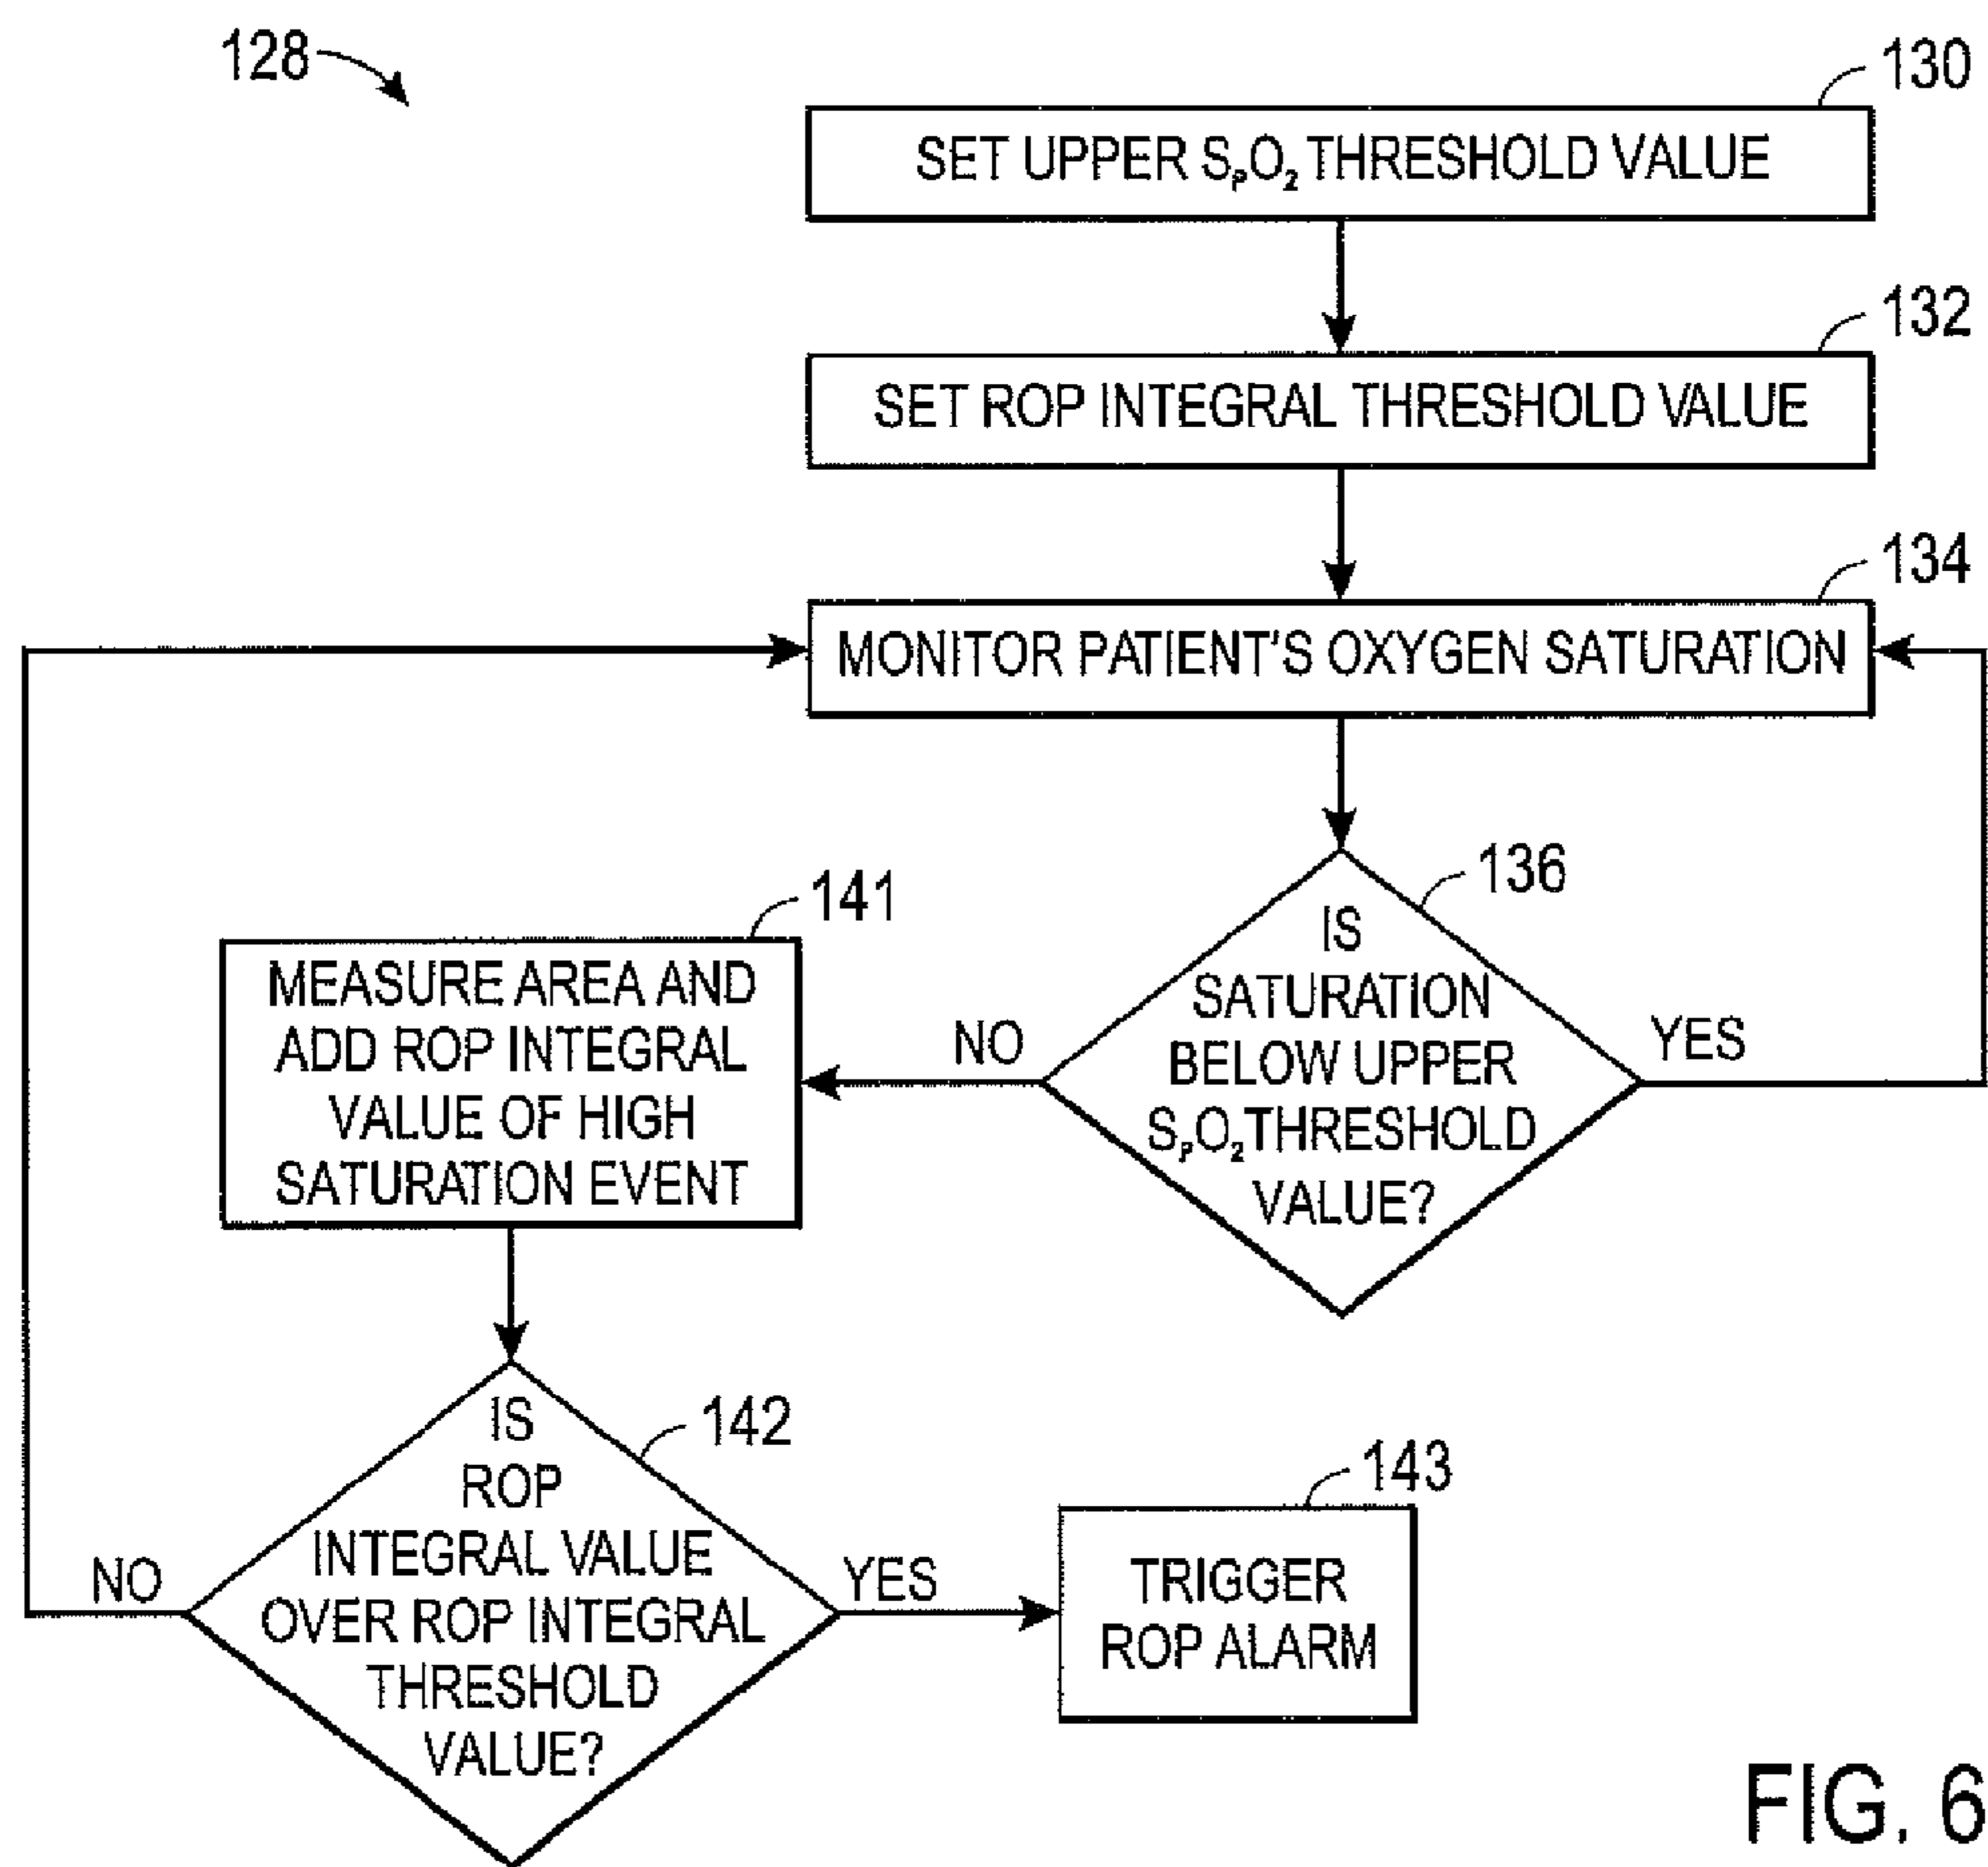 128
130
SET UPPER SPO2 THRESHOLD VALUE
132
SET ROP INTEGRAL THRESHOLD VALUE
134
MONITOR PATIENT'S OXYGEN SATURATION
136
IS
SATURATION
BELOW UPPER
SPO2 THRESHOLD
VALUE?
YES
NO
141
MEASURE AREA AND
ADD ROP INTEGRAL
VALUE OF HIGH
SATURATION EVENT
142
IS
ROP
INTEGRAL VALUE
OVER ROP INTEGRAL
THRESHOLD
VALUE?
NO
YES
143
TRIGGER
ROP ALARM
FIG. 6